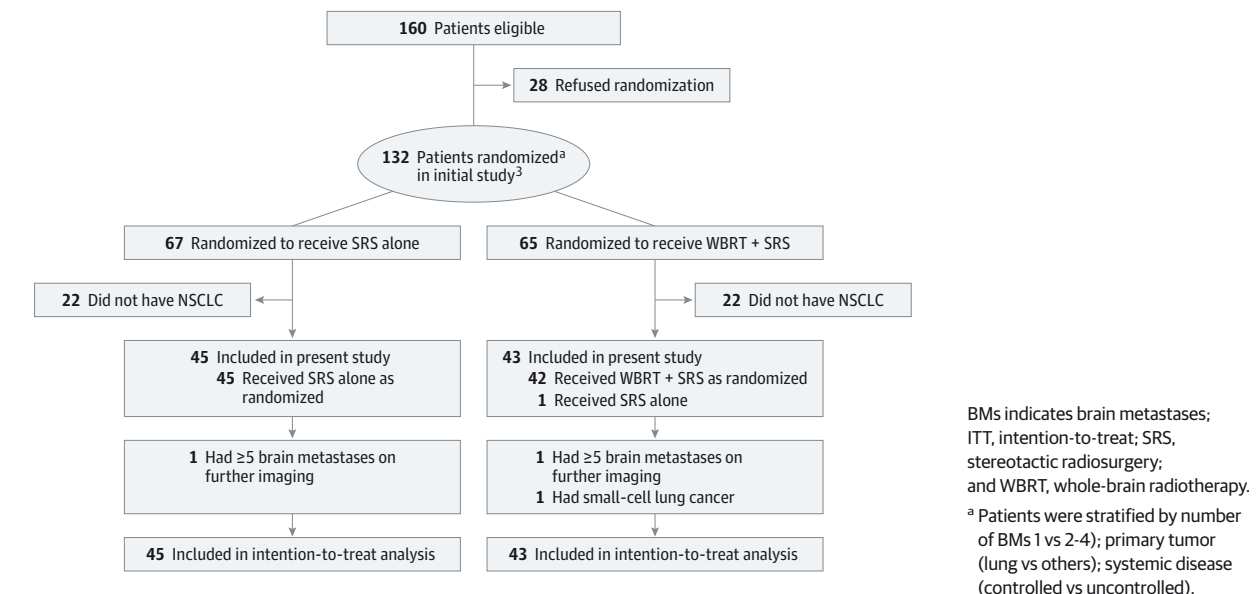 160 Patients eligible
28 Refused randomization
132 Patients randomizedᵃ
in initial study³
67 Randomized to receive SRS alone
65 Randomized to receive WBRT + SRS
22 Did not have NSCLC
22 Did not have NSCLC
45 Included in present study
45 Received SRS alone as
randomized
43 Included in present study
42 Received WBRT + SRS as randomized
1 Received SRS alone
1 Had ≥5 brain metastases on
further imaging
1 Had ≥5 brain metastases on
further imaging
1 Had small-cell lung cancer
45 Included in intention-to-treat analysis
43 Included in intention-to-treat analysis
BMs indicates brain metastases;
ITT, intention-to-treat; SRS,
stereotactic radiosurgery;
and WBRT, whole-brain radiotherapy.
ᵃ Patients were stratified by number
of BMs 1 vs 2-4); primary tumor
(lung vs others); systemic disease
(controlled vs uncontrolled).